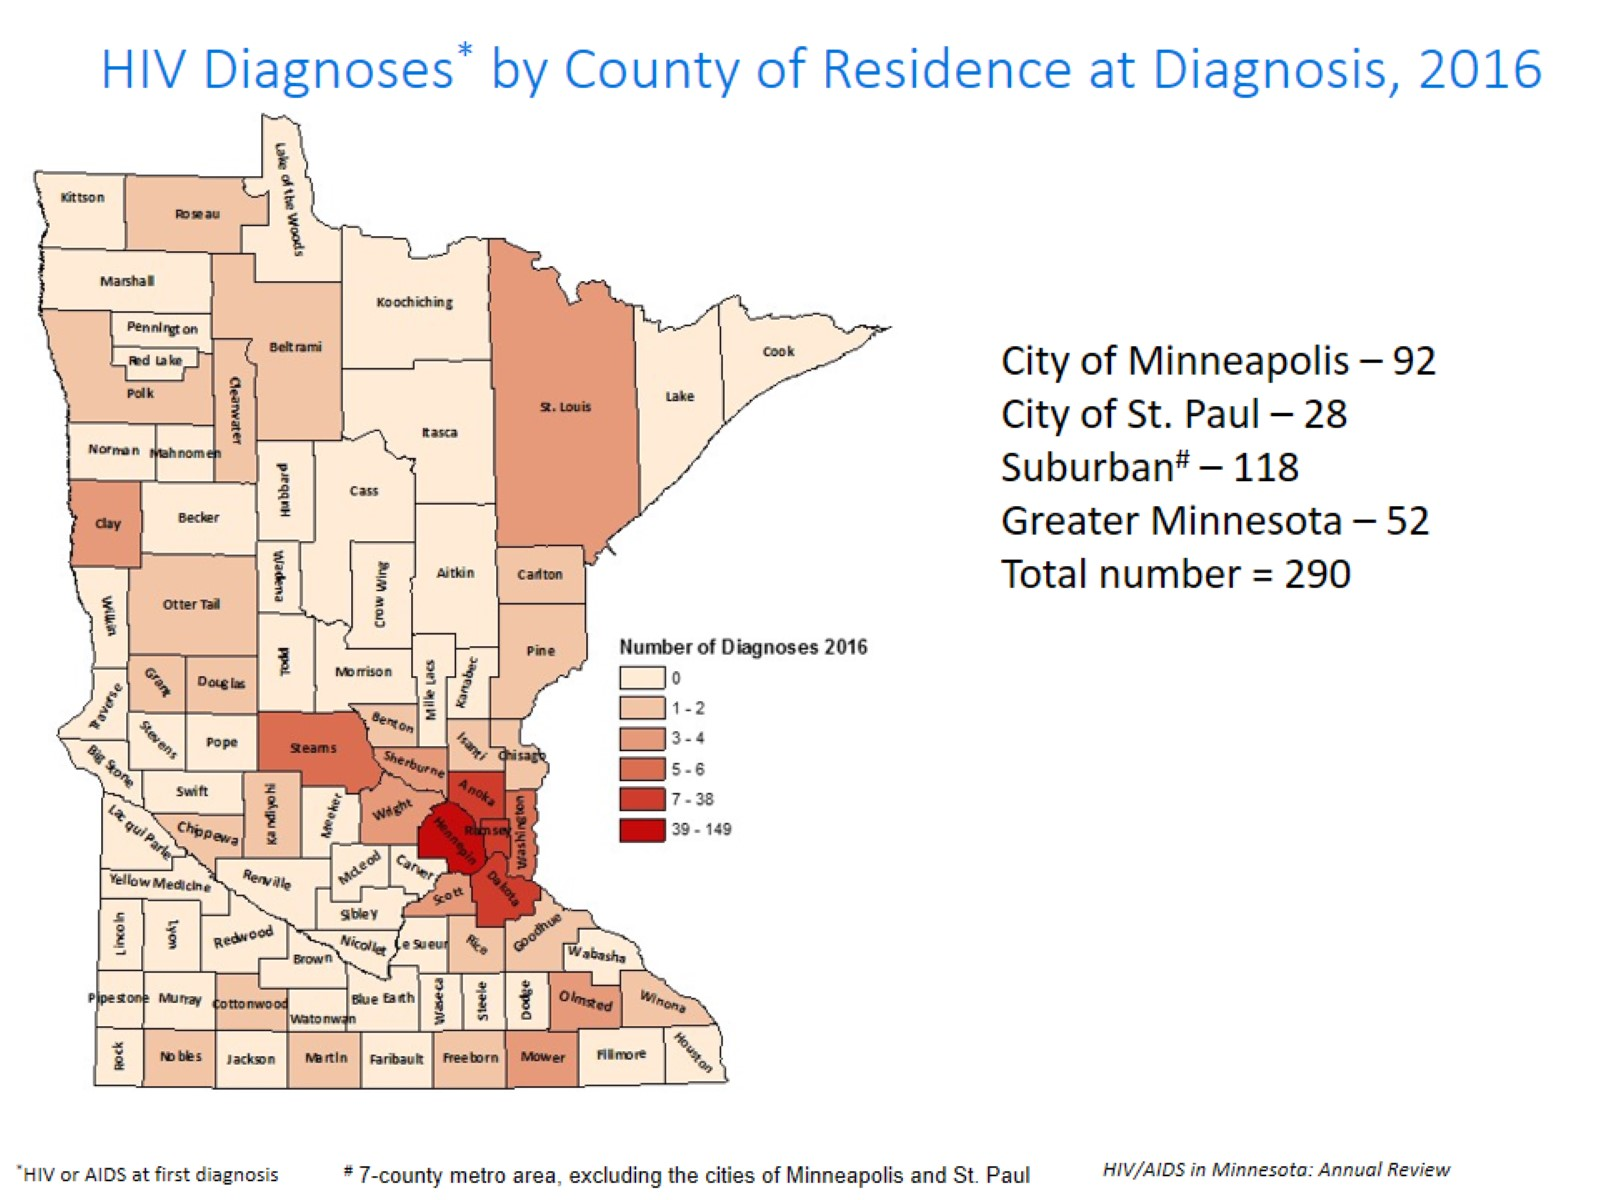 HIV Diagnoses* by County of Residence at Diagnosis, 2016
Kittson
Roseau
Lake of the Woods
Marshall
Koochiching
Pennington
Red Lake
Beltrami
Polk
Clearwater
St. Louis
Lake
Cook
Itasca
Norman
Mahnomen
Hubbard
Cass
Clay
Becker
Wadena
Crow Wing
Aitkin
Carlton
Wilkin
Otter Tail
Todd
Morrison
Mille Lacs
Kanabec
Pine
Grant
Douglas
Traverse
Stevens
Pope
Stearns
Benton
Isanti
Chisago
Big Stone
Swift
Sherburne
Anoka
Lac qui Parle
Chippewa
Kandiyohi
Meeker
Wright
Hennepin
Ramsey
Washington
Yellow Medicine
Renville
McLeod
Carver
Scott
Dakota
Lincoln
Lyon
Redwood
Sibley
Nicollet
Brown
Le Sueur
Rice
Goodhue
Wabasha
Pipestone
Murray
Cottonwood
Watonwan
Blue Earth
Waseca
Steele
Dodge
Olmsted
Winona
Rock
Nobles
Jackson
Martin
Faribault
Freeborn
Mower
Fillmore
Houston
Number of Diagnoses 2016
0
1 - 2
3 - 4
5 - 6
7 - 38
39 - 149
City of Minneapolis – 92
City of St. Paul – 28
Suburban# – 118
Greater Minnesota – 52
Total number = 290
*HIV or AIDS at first diagnosis
# 7-county metro area, excluding the cities of Minneapolis and St. Paul
HIV/AIDS in Minnesota: Annual Review